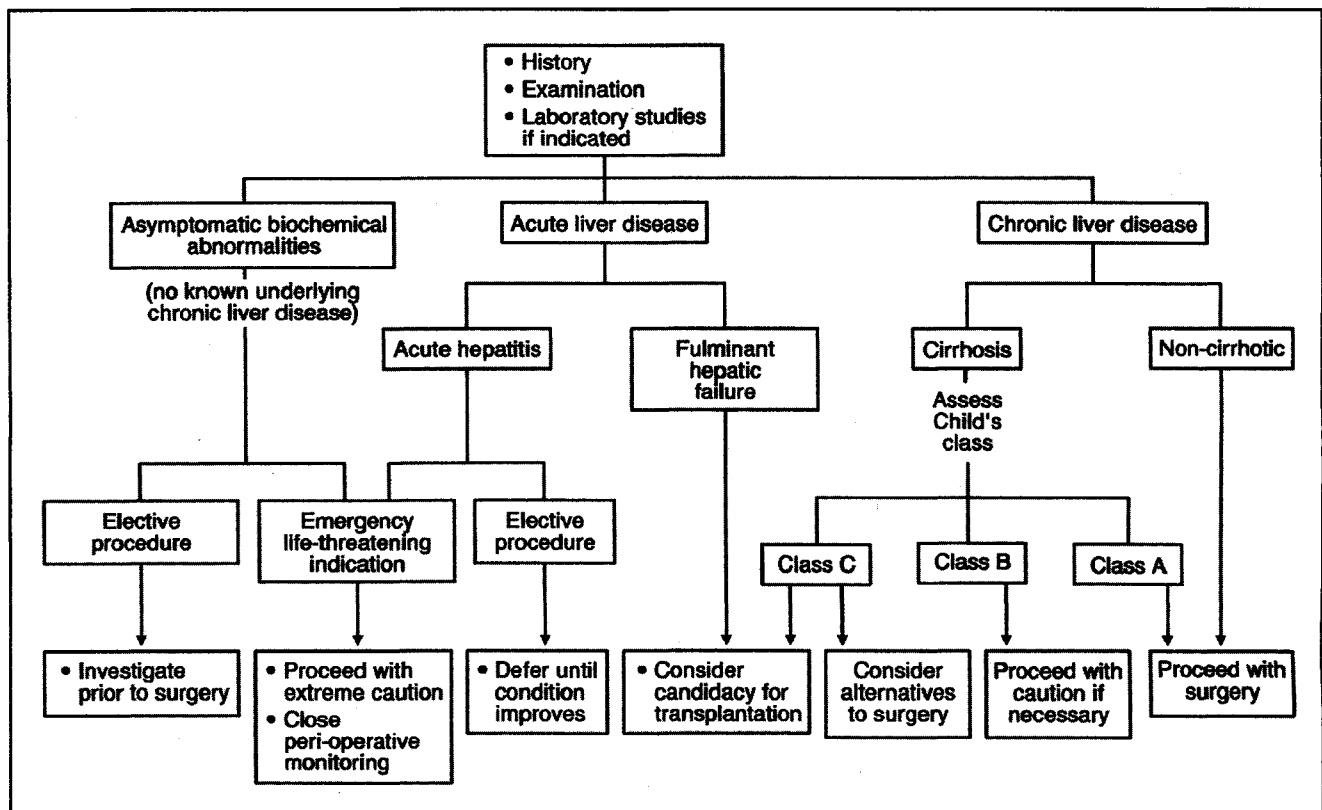 • History
• Examination
• Laboratory studies
if indicated
Asymptomatic biochemical
abnormalities
Acute liver disease
Chronic liver disease
(no known underlying
chronic liver disease)
Acute hepatitis
Fulminant
hepatic
failure
Cirrhosis
Non-cirrhotic
Assess
Child's
class
Elective
procedure
Emergency
life-threatening
indication
Elective
procedure
Class C
Class B
Class A
• Investigate
prior to surgery
• Proceed with
extreme caution
• Close
peri-operative
monitoring
• Defer until
condition
improves
• Consider
candidacy for
transplantation
Consider
alternatives
to surgery
Proceed with
caution if
necessary
Proceed with
surgery